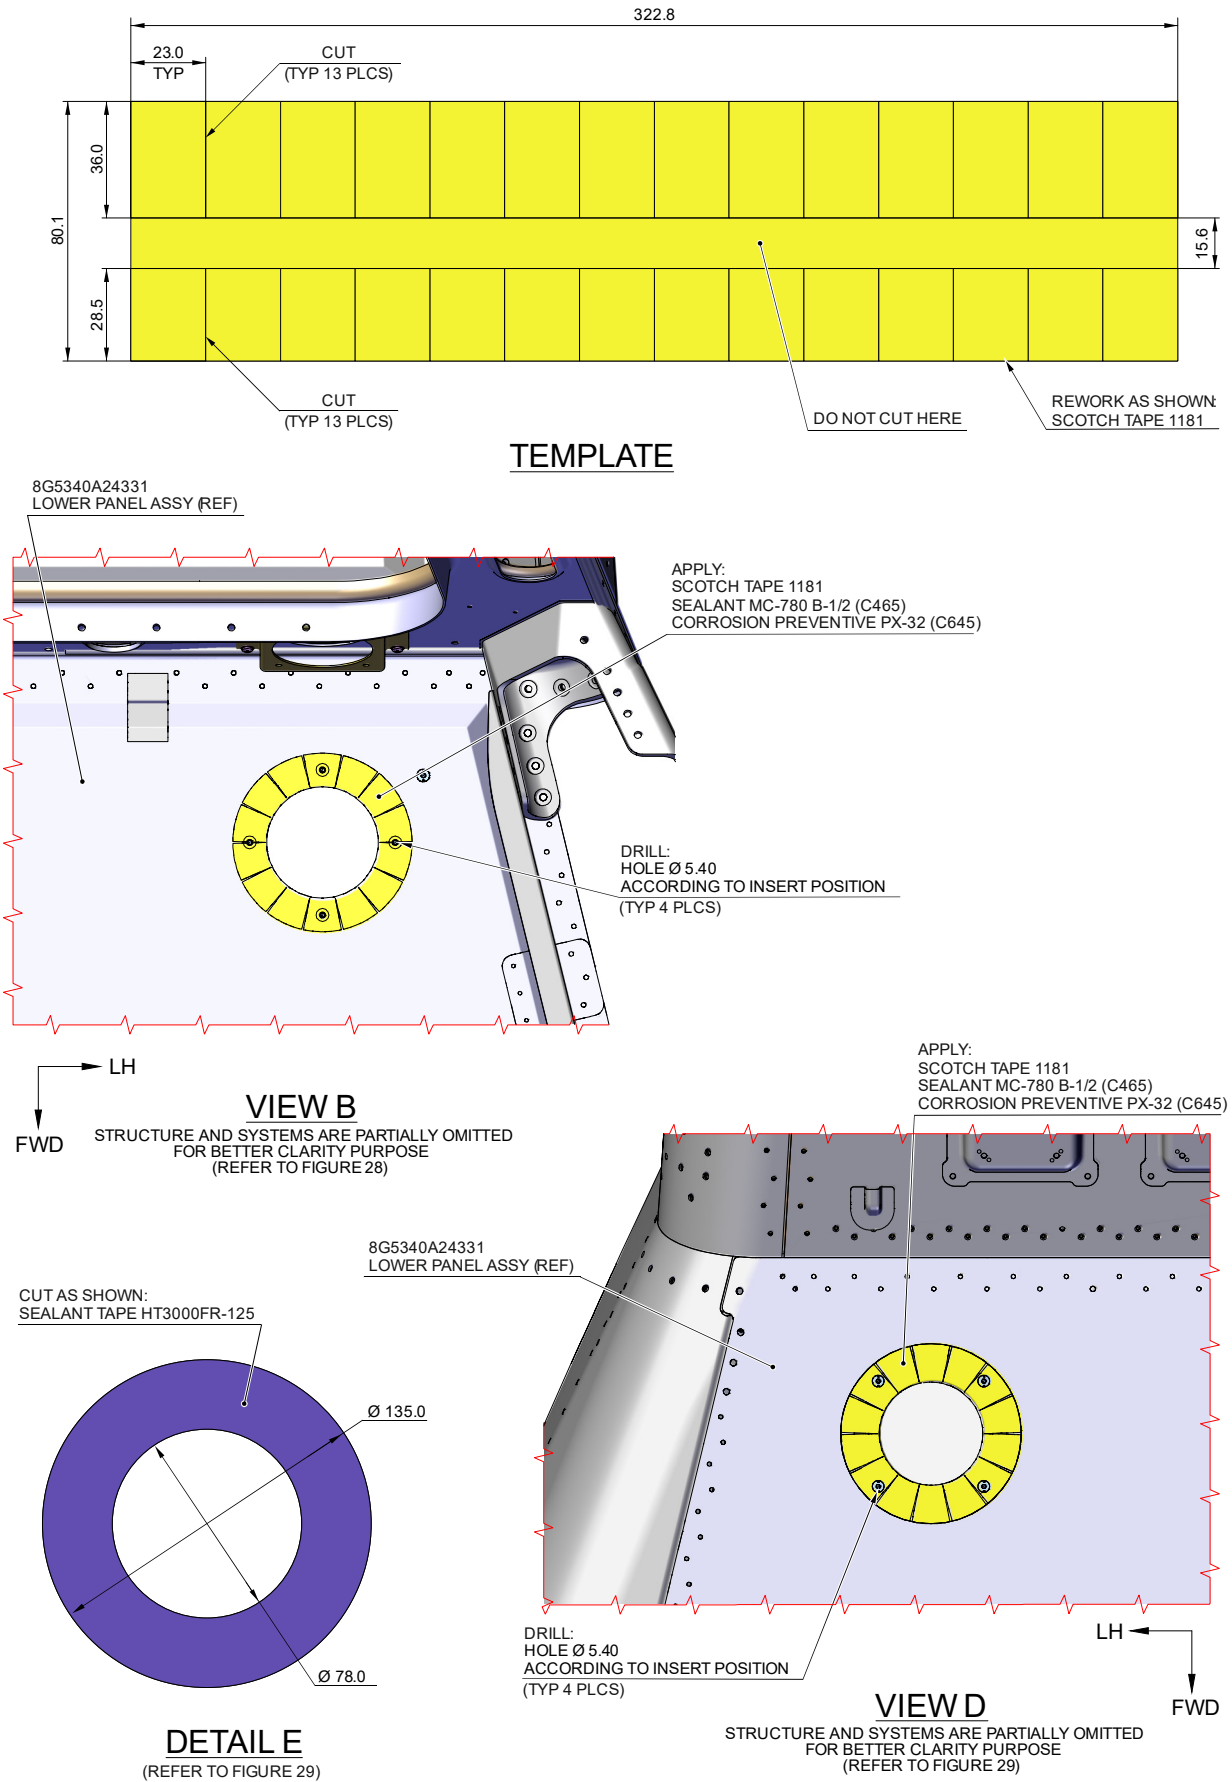 322.8
23.0
TYP
CUT
(TYP 13 PLCS)
36.0
80.1
15.6
28.5
CUT
(TYP 13 PLCS)
DO NOT CUT HERE
REWORK AS SHOWN:
SCOTCH TAPE 1181
TEMPLATE
8G5340A24331
LOWER PANEL ASSY (REF)
APPLY:
SCOTCH TAPE 1181
SEALANT MC-780 B-1/2 (C465)
CORROSION PREVENTIVE PX-32 (C645)
DRILL:
HOLE Ø 5.40
ACCORDING TO INSERT POSITION
(TYP 4 PLCS)
LH
FWD
VIEW B
STRUCTURE AND SYSTEMS ARE PARTIALLY OMITTED
FOR BETTER CLARITY PURPOSE
(REFER TO FIGURE 28)
APPLY:
SCOTCH TAPE 1181
SEALANT MC-780 B-1/2 (C465)
CORROSION PREVENTIVE PX-32 (C645)
8G5340A24331
LOWER PANEL ASSY (REF)
CUT AS SHOWN:
SEALANT TAPE HT3000FR-125
Ø 135.0
Ø 78.0
DETAIL E
(REFER TO FIGURE 29)
DRILL:
HOLE Ø 5.40
ACCORDING TO INSERT POSITION
(TYP 4 PLCS)
LH
FWD
VIEW D
STRUCTURE AND SYSTEMS ARE PARTIALLY OMITTED
FOR BETTER CLARITY PURPOSE
(REFER TO FIGURE 29)